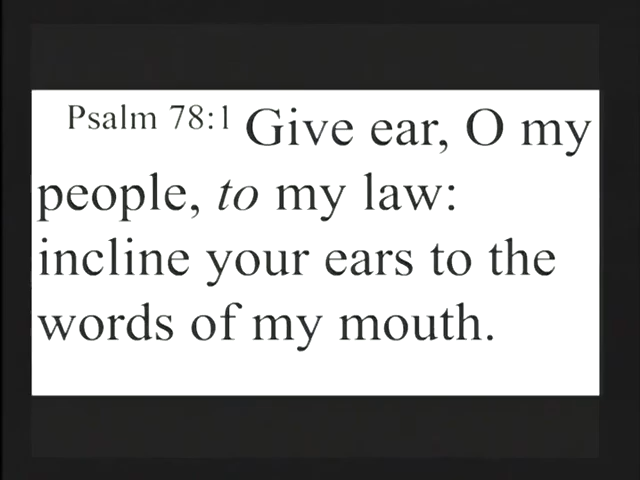 Psalm 78:1 Give ear, O my
people, to my law:
incline your ears to the
words of my mouth.